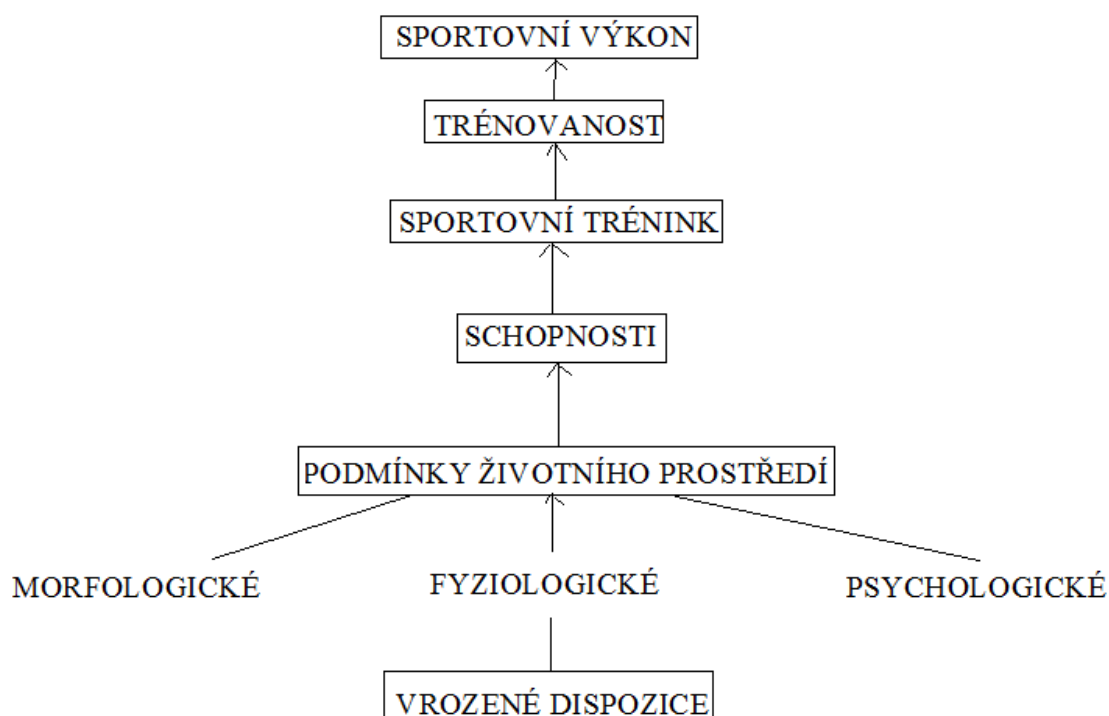 SPORTOVNÍ VÝKON
TRÉNOVANOST
SPORTOVNÍ TRÉNINK
SCHOPNOSTI
PODMÍNKY ŽIVOTNÍHO PROSTŘEDÍ
MORFOLOGICKÉ
FYZIOLOGICKÉ
PSYCHOLOGICKÉ
VROZENÉ DISPOZICE